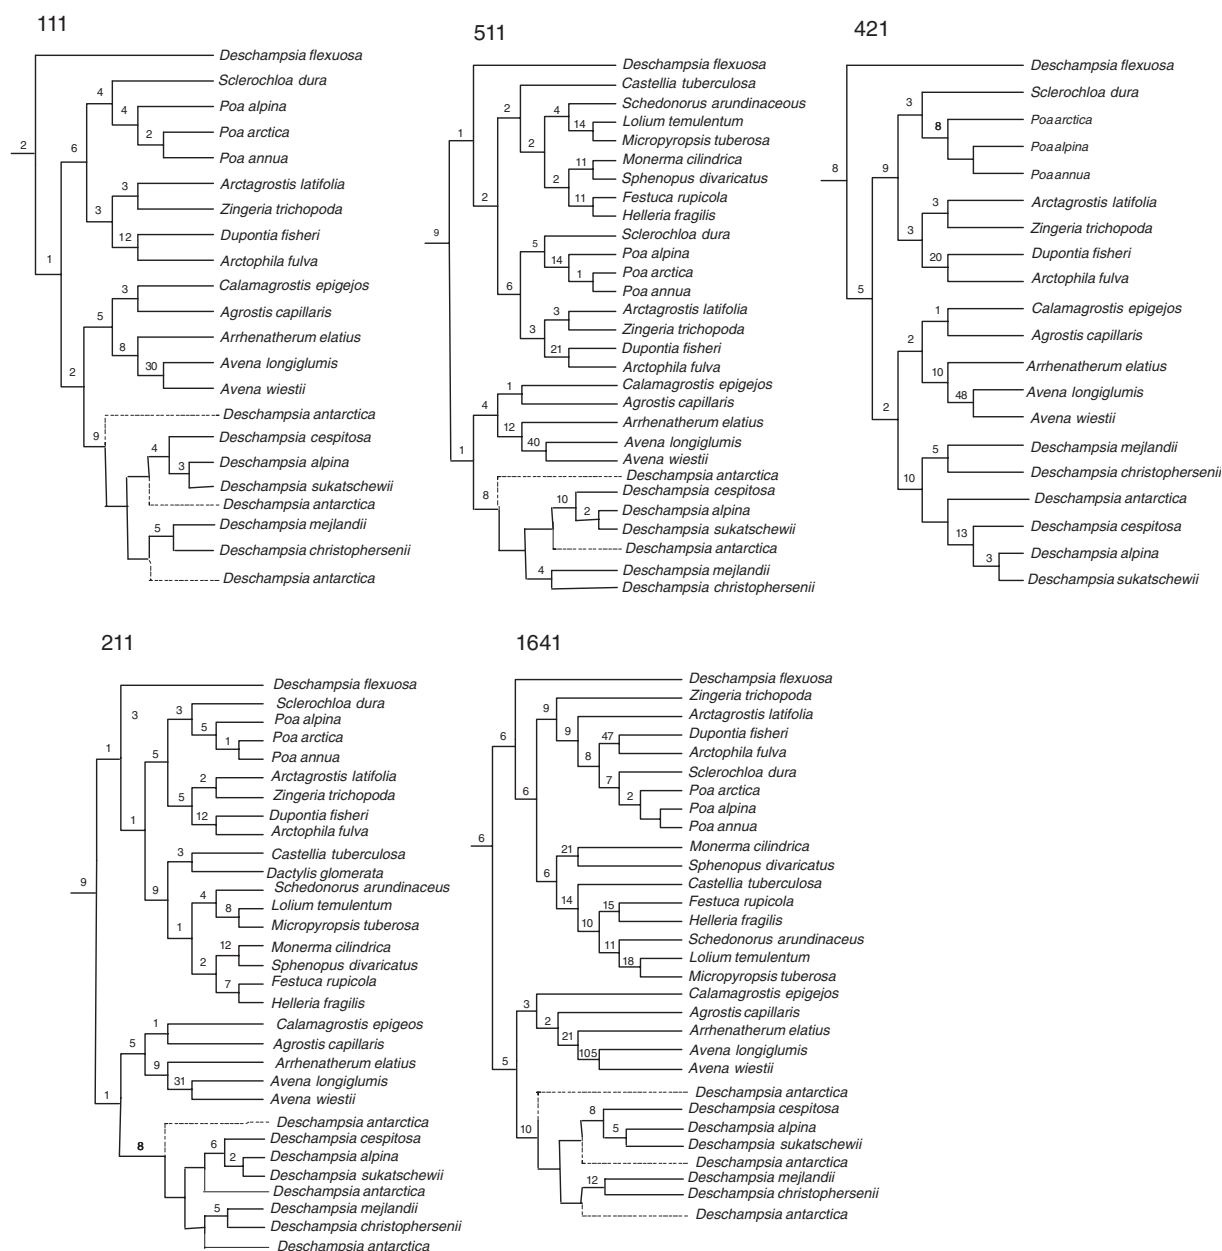 111
Deschampsia flexuosa
Sclerochloa dura
4
Poa alpina
4
Poa arctica
2
2
6
Poa annua
3
Arctagrostis latifolia
Zingeria trichopoda
3
12
Dupontia fisheri
Arctophila fulva
1
Calamagrostis epigejos
3
Agrostis capillaris
5
Arrhenatherum elatius
8
Avena longiglumis
30
2
Avena wiestii
Deschampsia antarctica
9
Deschampsia cespitosa
4
Deschampsia alpina
3
Deschampsia sukatschewii
Deschampsia antarctica
Deschampsia mejlandii
5
Deschampsia christophersenii
Deschampsia antarctica
511
Deschampsia flexuosa
Castellia tuberculosa
2
Schedonorus arundinaceus
4
Lolium temulentum
14
1
Micropyropsis tuberosa
2
Monerma cilindrica
11
Sphenopus divaricatus
2
Festuca rupicola
11
2
Helleria fragilis
9
Sclerochloa dura
5
Poa alpina
14
Poa arctica
1
6
Poa annua
Arctagrostis latifolia
3
Zingeria trichopoda
3
Dupontia fisheri
21
Arctophila fulva
Calamagrostis epigejos
1
Agrostis capillaris
4
Arrhenatherum elatius
12
Avena longiglumis
40
1
Avena wiestii
Deschampsia antarctica
8
Deschampsia cespitosa
10
Deschampsia alpina
2
Deschampsia sukatschewii
Deschampsia antarctica
Deschampsia mejlandii
4
Deschampsia christophersenii
421
Deschampsia flexuosa
Sclerochloa dura
3
Poa arctica
8
Poa alpina
8
9
Poa annua
Arctagrostis latifolia
3
Zingeria trichopoda
3
Dupontia fisheri
20
Arctophila fulva
5
Calamagrostis epigejos
1
Agrostis capillaris
2
Arrhenatherum elatius
10
Avena longiglumis
48
2
Avena wiestii
Deschampsia mejlandii
5
Deschampsia christophersenii
10
Deschampsia antarctica
Deschampsia cespitosa
13
Deschampsia alpina
3
Deschampsia sukatschewii
211
Deschampsia flexuosa
Sclerochloa dura
3
3
Poa alpina
5
Poa arctica
1
1
5
Poa annua
Arctagrostis latifolia
2
Zingeria trichopoda
5
Dupontia fisheri
12
1
Arctophila fulva
Castellia tuberculosa
3
Dactylis glomerata
9
9
Schedonorus arundinaceus
4
Lolium temulentum
8
Micropyropsis tuberosa
1
Monerma cilindrica
12
Sphenopus divaricatus
2
Festuca rupicola
7
Helleria fragilis
Calamagrostis epigeos
1
Agrostis capillaris
5
Arrhenatherum elatius
9
Avena longiglumis
31
1
Avena wiestii
Deschampsia antarctica
8
Deschampsia cespitosa
6
Deschampsia alpina
2
Deschampsia sukatschewii
Deschampsia antarctica
Deschampsia mejlandii
5
Deschampsia christophersenii
Deschampsia antarctica
1641
Deschampsia flexuosa
Zingeria trichopoda
9
Arctagrostis latifolia
9
Dupontia fisheri
47
6
Arctophila fulva
8
Sclerochloa dura
7
Poa arctica
2
6
Poa alpina
Poa annua
6
Monerma cilindrica
21
Sphenopus divaricatus
6
Castellia tuberculosa
14
Festuca rupicola
15
Helleria fragilis
10
Schedonorus arundinaceus
11
Lolium temulentum
18
Micropyropsis tuberosa
Calamagrostis epigejos
3
Agrostis capillaris
2
Arrhenatherum elatius
21
Avena longiglumis
105
5
Avena wiestii
Deschampsia antarctica
Deschampsia cespitosa
8
10
Deschampsia alpina
5
Deschampsia sukatschewii
Deschampsia antarctica
Deschampsia mejlandii
12
Deschampsia christophersenii
Deschampsia antarctica